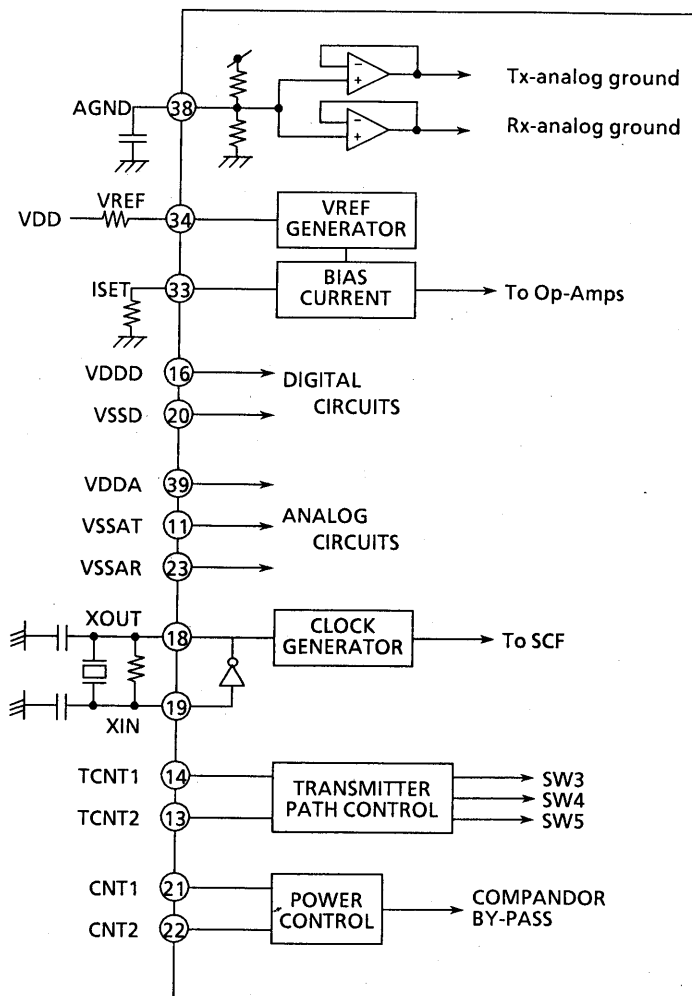 AGND
38
-
+
Tx-analog ground
-
+
Rx-analog ground
VDD
VREF
34
VREF
GENERATOR
ISET
33
BIAS
CURRENT
To Op-Amps
VDDD
16
DIGITAL
CIRCUITS
VSSD
20
VDDA
39
VSSAT
11
ANALOG
CIRCUITS
VSSAR
23
XOUT
18
CLOCK
GENERATOR
To SCF
19
XIN
TCNT1
14
TRANSMITTER
PATH CONTROL
SW3
SW4
SW5
TCNT2
13
CNT1
21
POWER
CONTROL
COMPANDOR
BY-PASS
CNT2
22